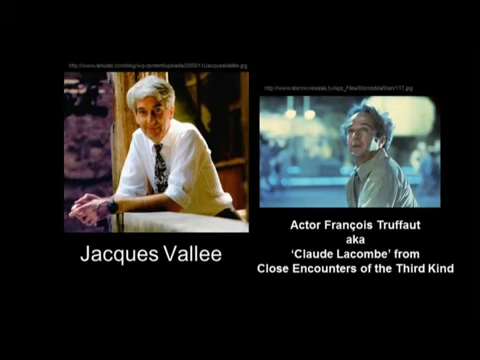 Jacques Vallee
Actor François Truffaut
aka
‘Claude Lacombe’ from
Close Encounters of the Third Kind